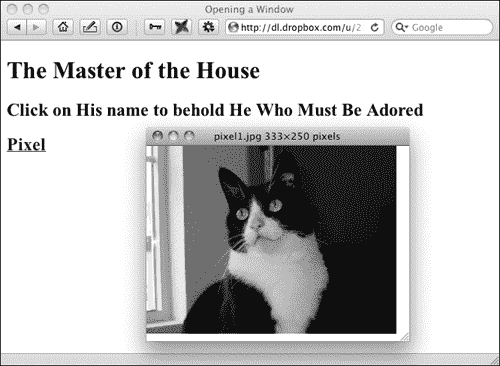 Opening a Window
http://dl.dropbox.com/u/2
Google
The Master of the House
Click on His name to behold He Who Must Be Adored
Pixel
pixel1.jpg 333×250 pixels